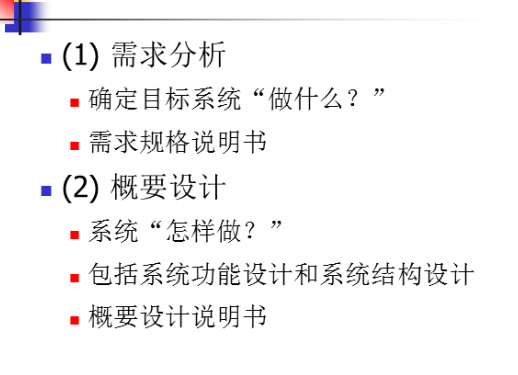 (1) 需求分析
确定目标系统“做什么？”
需求规格说明书
(2) 概要设计
系统“怎样做？”
包括系统功能设计和系统结构设计
概要设计说明书